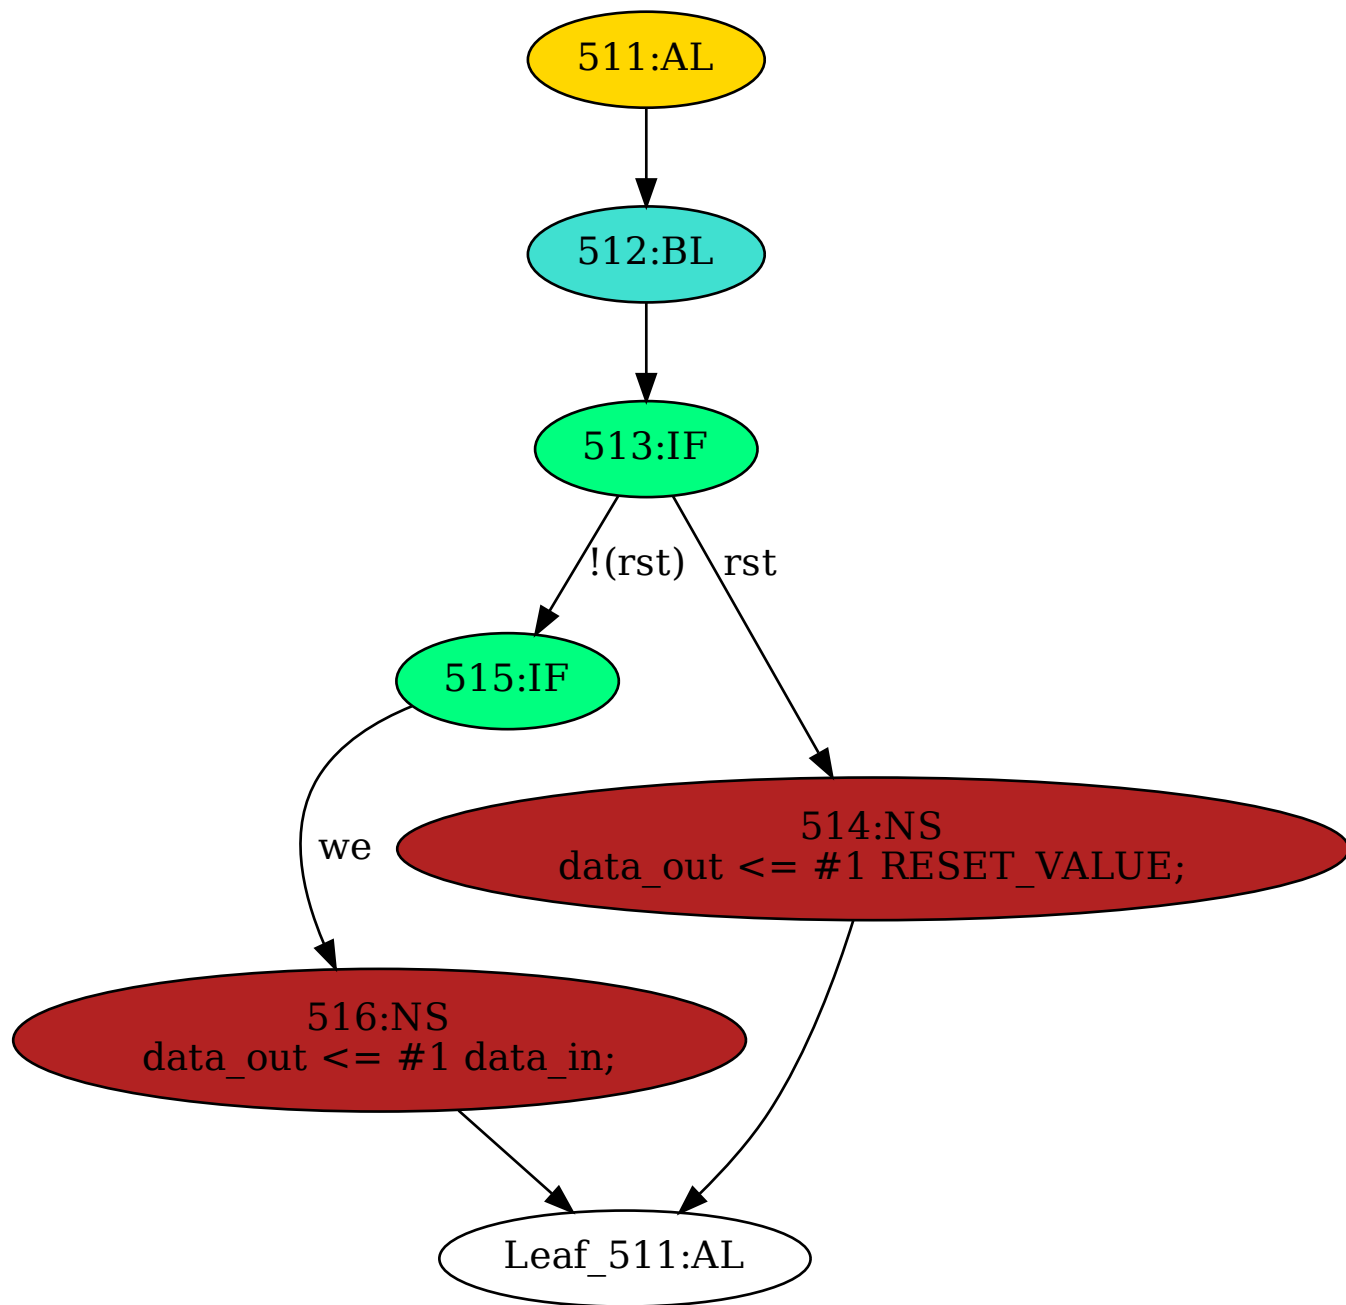 511:AL
512:BL
513:IF
!(rst)
rst
515:IF
we
514:NS
data_out <= #1 RESET_VALUE;
516:NS
data_out <= #1 data_in;
Leaf_511:AL